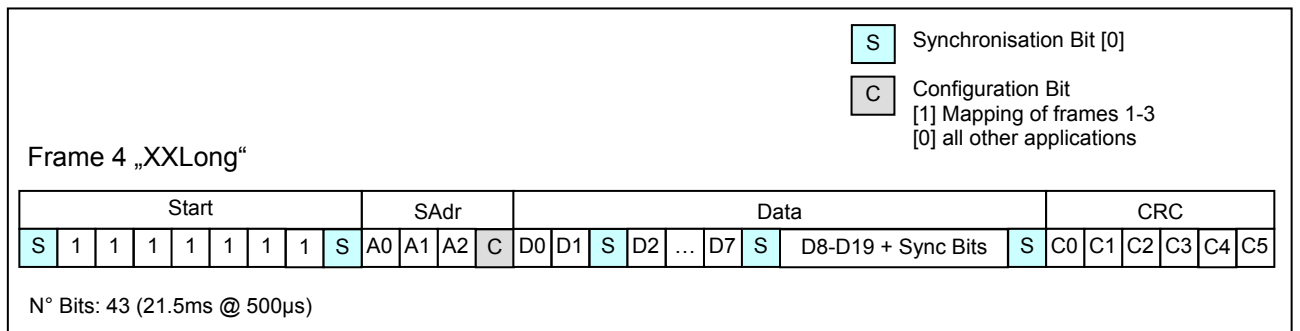 S Synchronisation Bit [0]
C Configuration Bit
[1] Mapping of frames 1-3
[0] all other applications
Frame 4 „XXLong“
Start SAdr Data CRC
S 1 1 1 1 1 1 1 S A0 A1 A2 C D0 D1 S D2 … D7 S D8-D19 + Sync Bits S C0 C1 C2 C3 C4 C5
N° Bits: 43 (21.5ms @ 500µs)